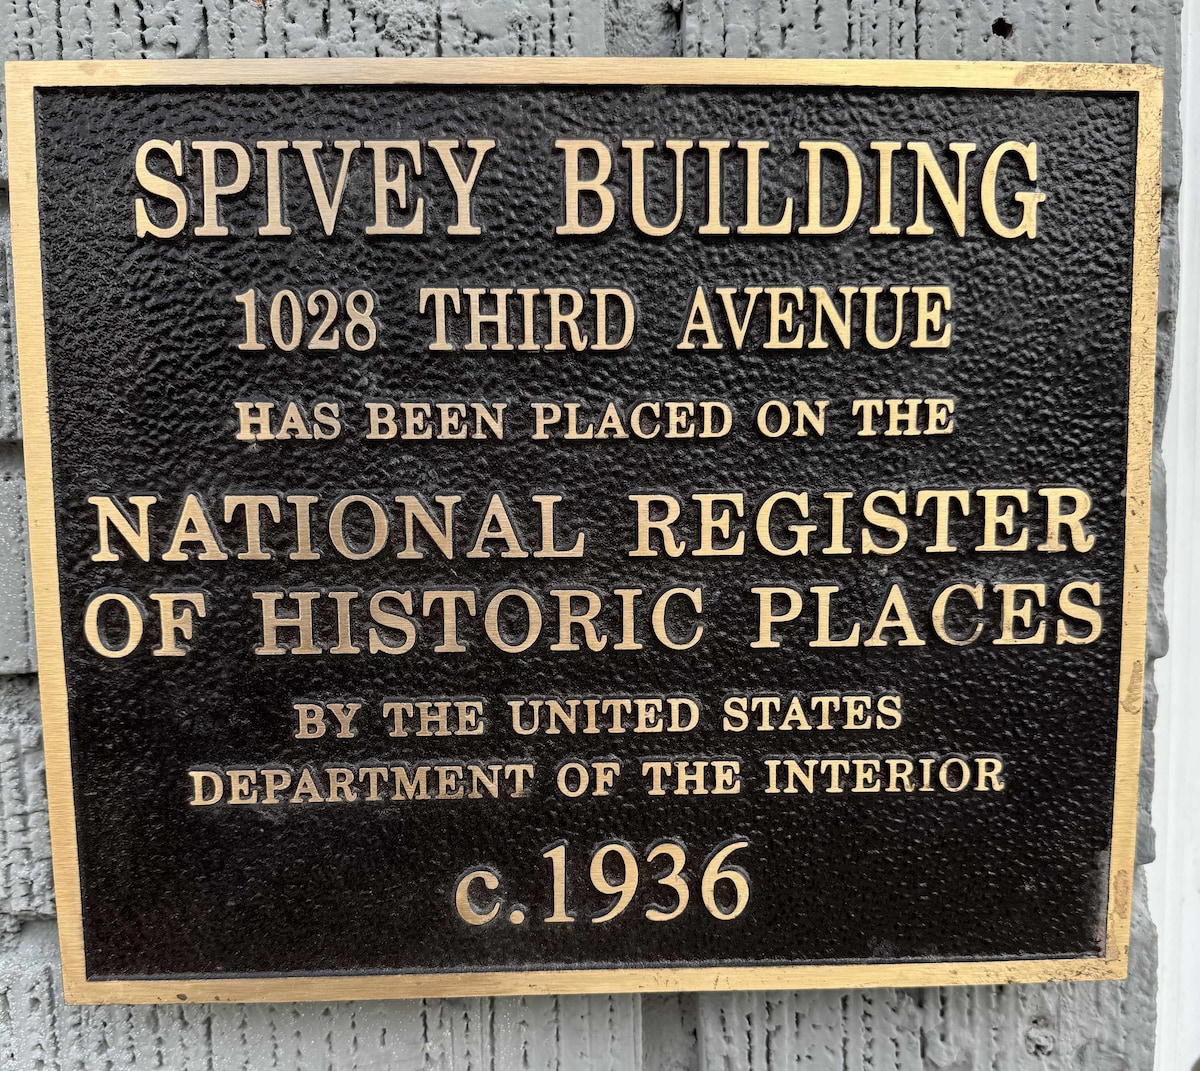 SPIVEY BUILDING
1028 THIRD AVENUE
HAS BEEN PLACED ON THE
NATIONAL REGISTER
OF HISTORIC PLACES
BY THE UNITED STATES
DEPARTMENT OF THE INTERIOR
c.1936